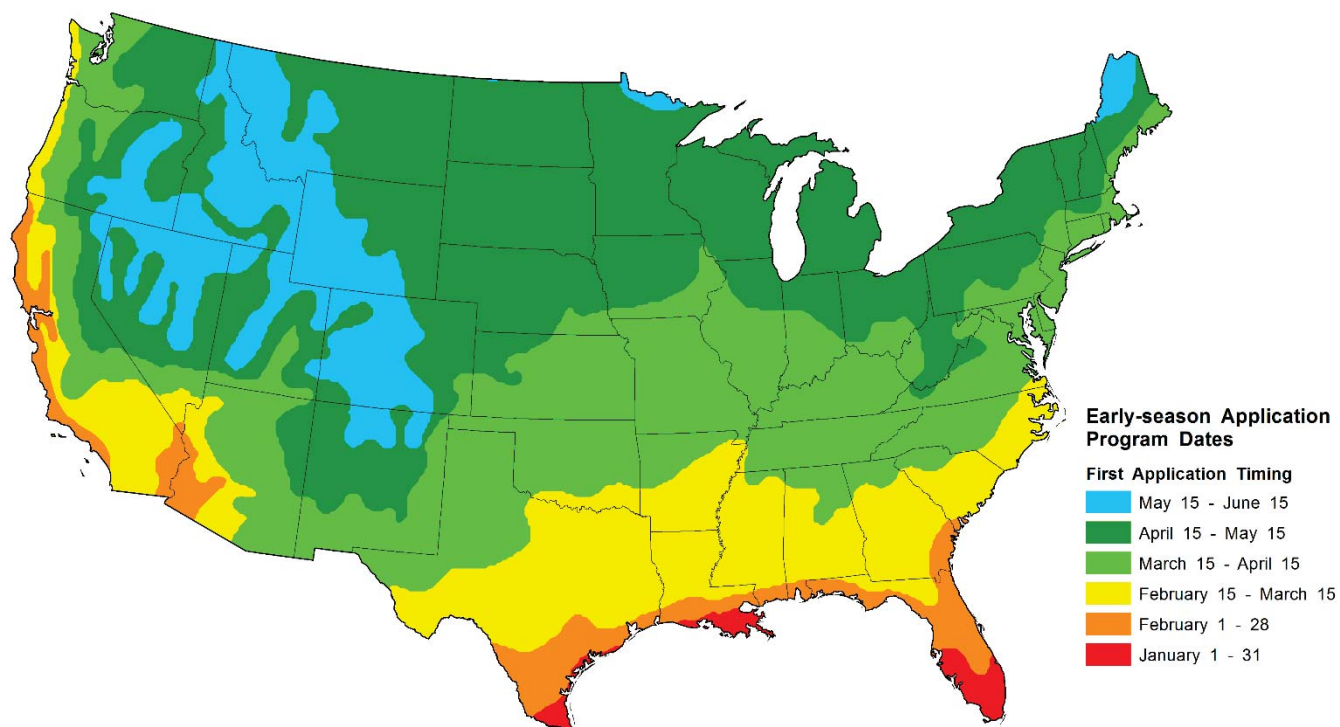 Early-season Application
Program Dates
First Application Timing
May 15 - June 15
April 15 - May 15
March 15 - April 15
February 15 - March 15
February 1 - 28
January 1 - 31